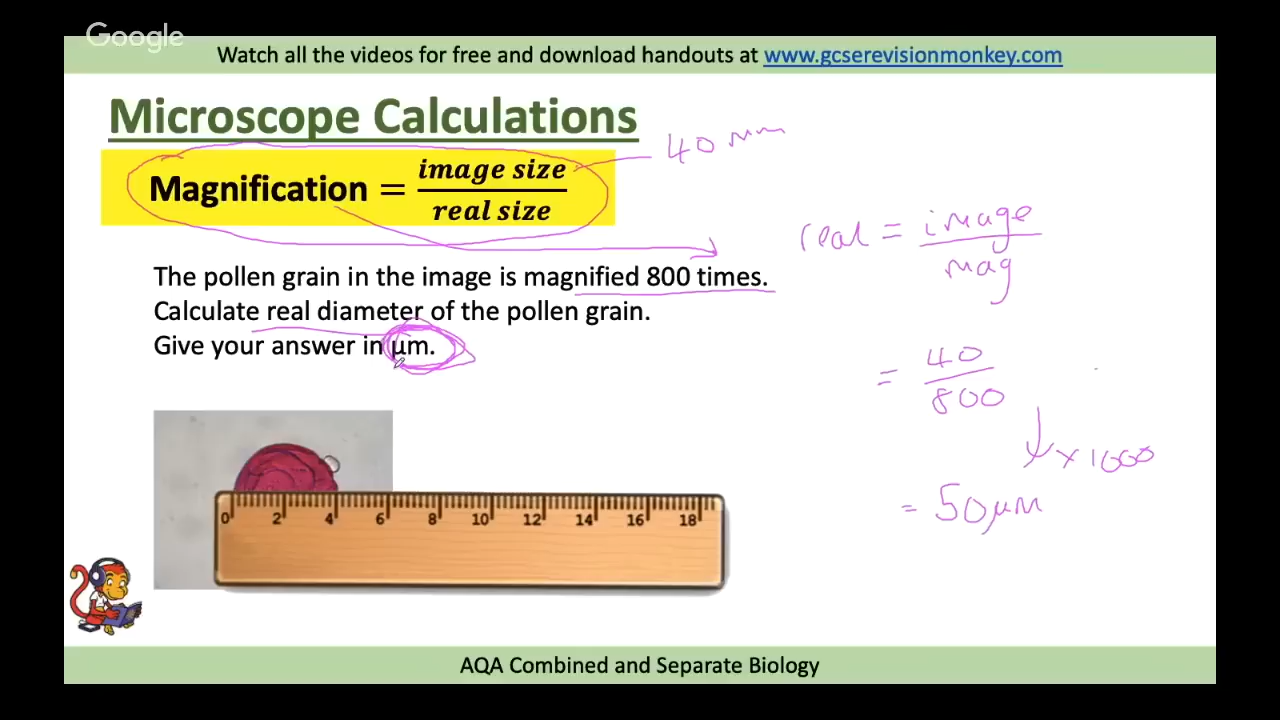 Google
Watch all the videos for free and download handouts at www.gcserevisionmonkey.com
Microscope Calculations
Magnification = image size / real size
40 mm
real = image / mag
The pollen grain in the image is magnified 800 times.
Calculate real diameter of the pollen grain.
Give your answer in μm.
= 40 / 800
× 1000
= 50 μm
0 2 4 6 8 10 12 14 16 18
AQA Combined and Separate Biology